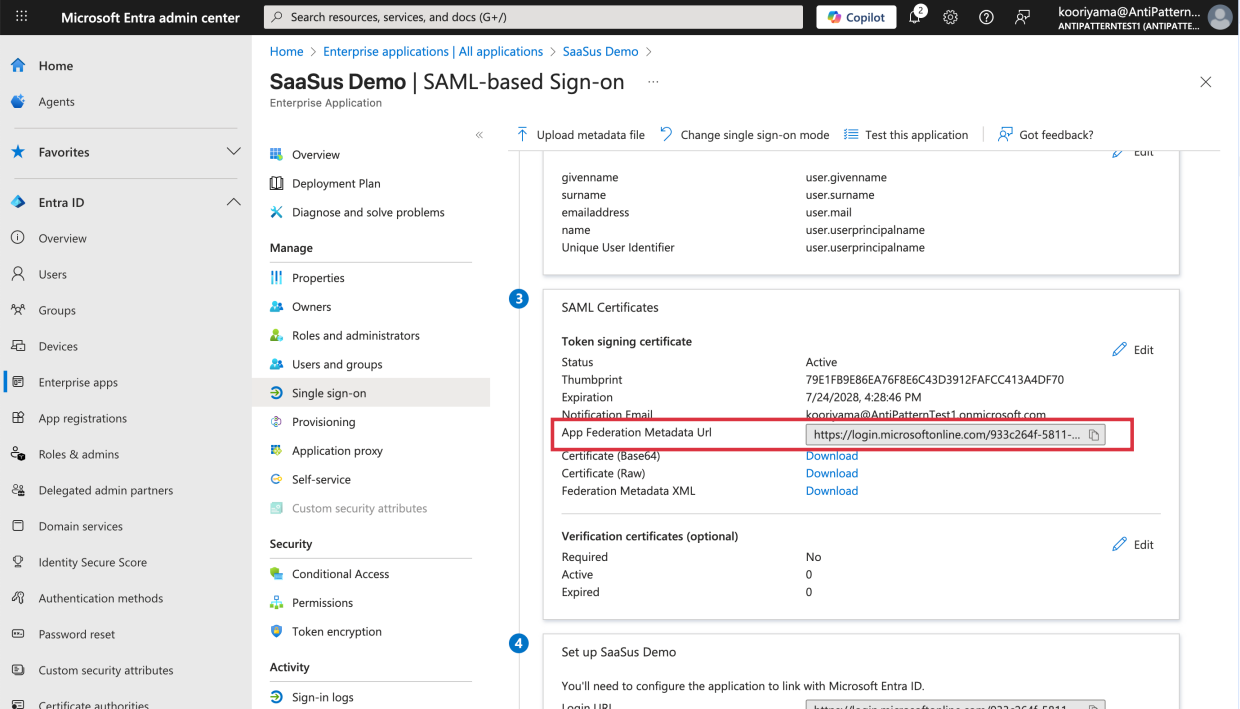 Microsoft Entra admin center
Search resources, services, and docs (G+/)
Copilot
2
kooriyama@AntiPattern...
ANTIPATTERNTEST1 (ANTIPATTE...
Home
Agents
Favorites
Entra ID
Overview
Users
Groups
Devices
Enterprise apps
App registrations
Roles & admins
Delegated admin partners
Domain services
Identity Secure Score
Authentication methods
Password reset
Custom security attributes
Certificate authorities
Home > Enterprise applications | All applications > SaaSus Demo >
SaaSus Demo | SAML-based Sign-on ...
Enterprise Application
«
Overview
Deployment Plan
Diagnose and solve problems
Manage
Properties
Owners
Roles and administrators
Users and groups
Single sign-on
Provisioning
Application proxy
Self-service
Custom security attributes
Security
Conditional Access
Permissions
Token encryption
Activity
Sign-in logs
Upload metadata file
Change single sign-on mode
Test this application
Got feedback?
Edit
givenname user.givenname
surname user.surname
emailaddress user.mail
name user.userprincipalname
Unique User Identifier user.userprincipalname
3
SAML Certificates
Token signing certificate
Edit
Status Active
Thumbprint 79E1FB9E86EA76F8E6C43D3912FAFCC413A4DF70
Expiration 7/24/2028, 4:28:46 PM
Notification Email kooriyama@AntiPatternTest1.onmicrosoft.com
App Federation Metadata Url https://login.microsoftonline.com/933c264f-5811-...
Certificate (Base64) Download
Certificate (Raw) Download
Federation Metadata XML Download
Verification certificates (optional)
Edit
Required No
Active 0
Expired 0
4
Set up SaaSus Demo
You'll need to configure the application to link with Microsoft Entra ID.
Login URL https://login.microsoftonline.com/933c264f-5811-...